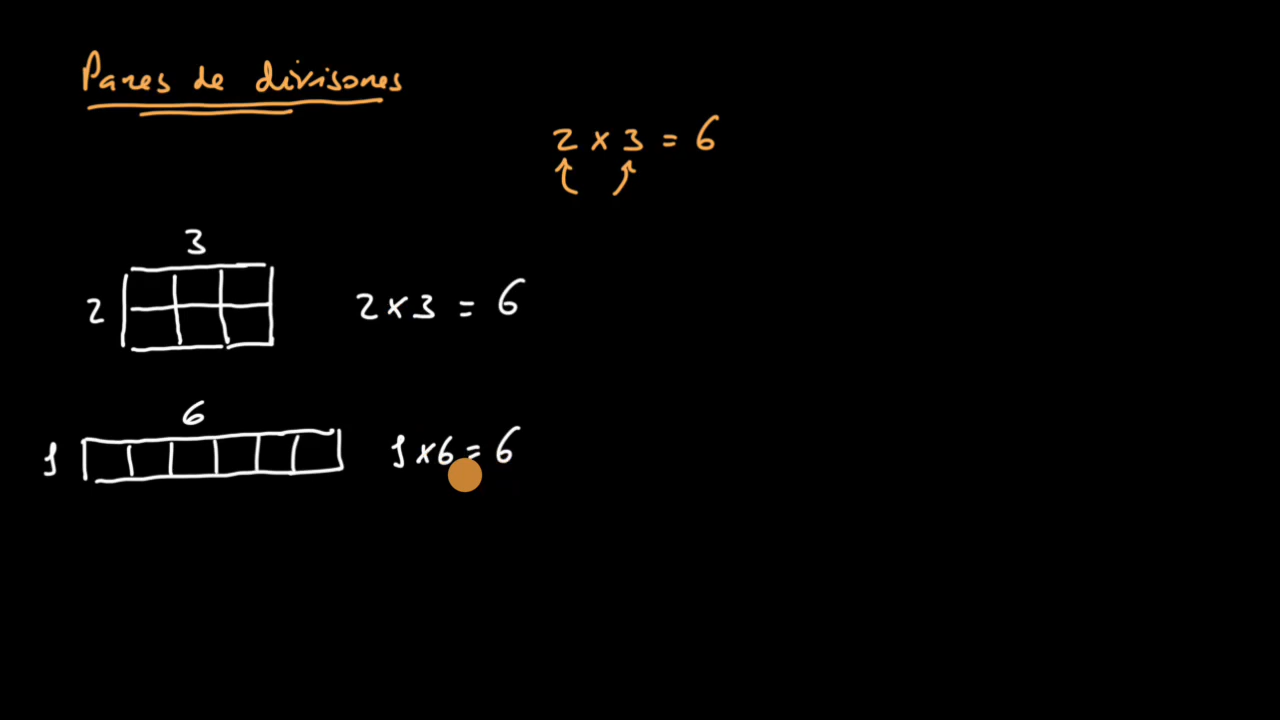 Pares de divisores
2 × 3 = 6
3
2
2 × 3 = 6
6
1
1 × 6 = 6